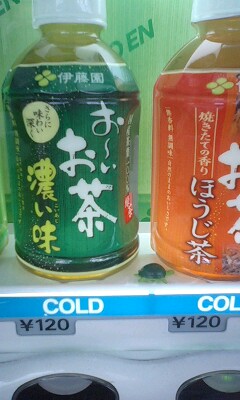 EN
伊藤園
さらに
味わい
深く
お～い
お茶
濃い味
焼きたての香り
ほうじ茶
COLD
COL
¥120
¥120